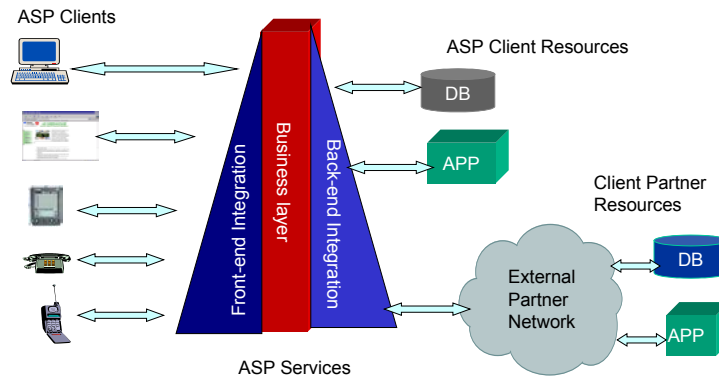 ASP Clients
ASP Client Resources
DB
APP
Front-end Integration
Business layer
Back-end Integration
Client Partner
Resources
DB
APP
External
Partner
Network
ASP Services